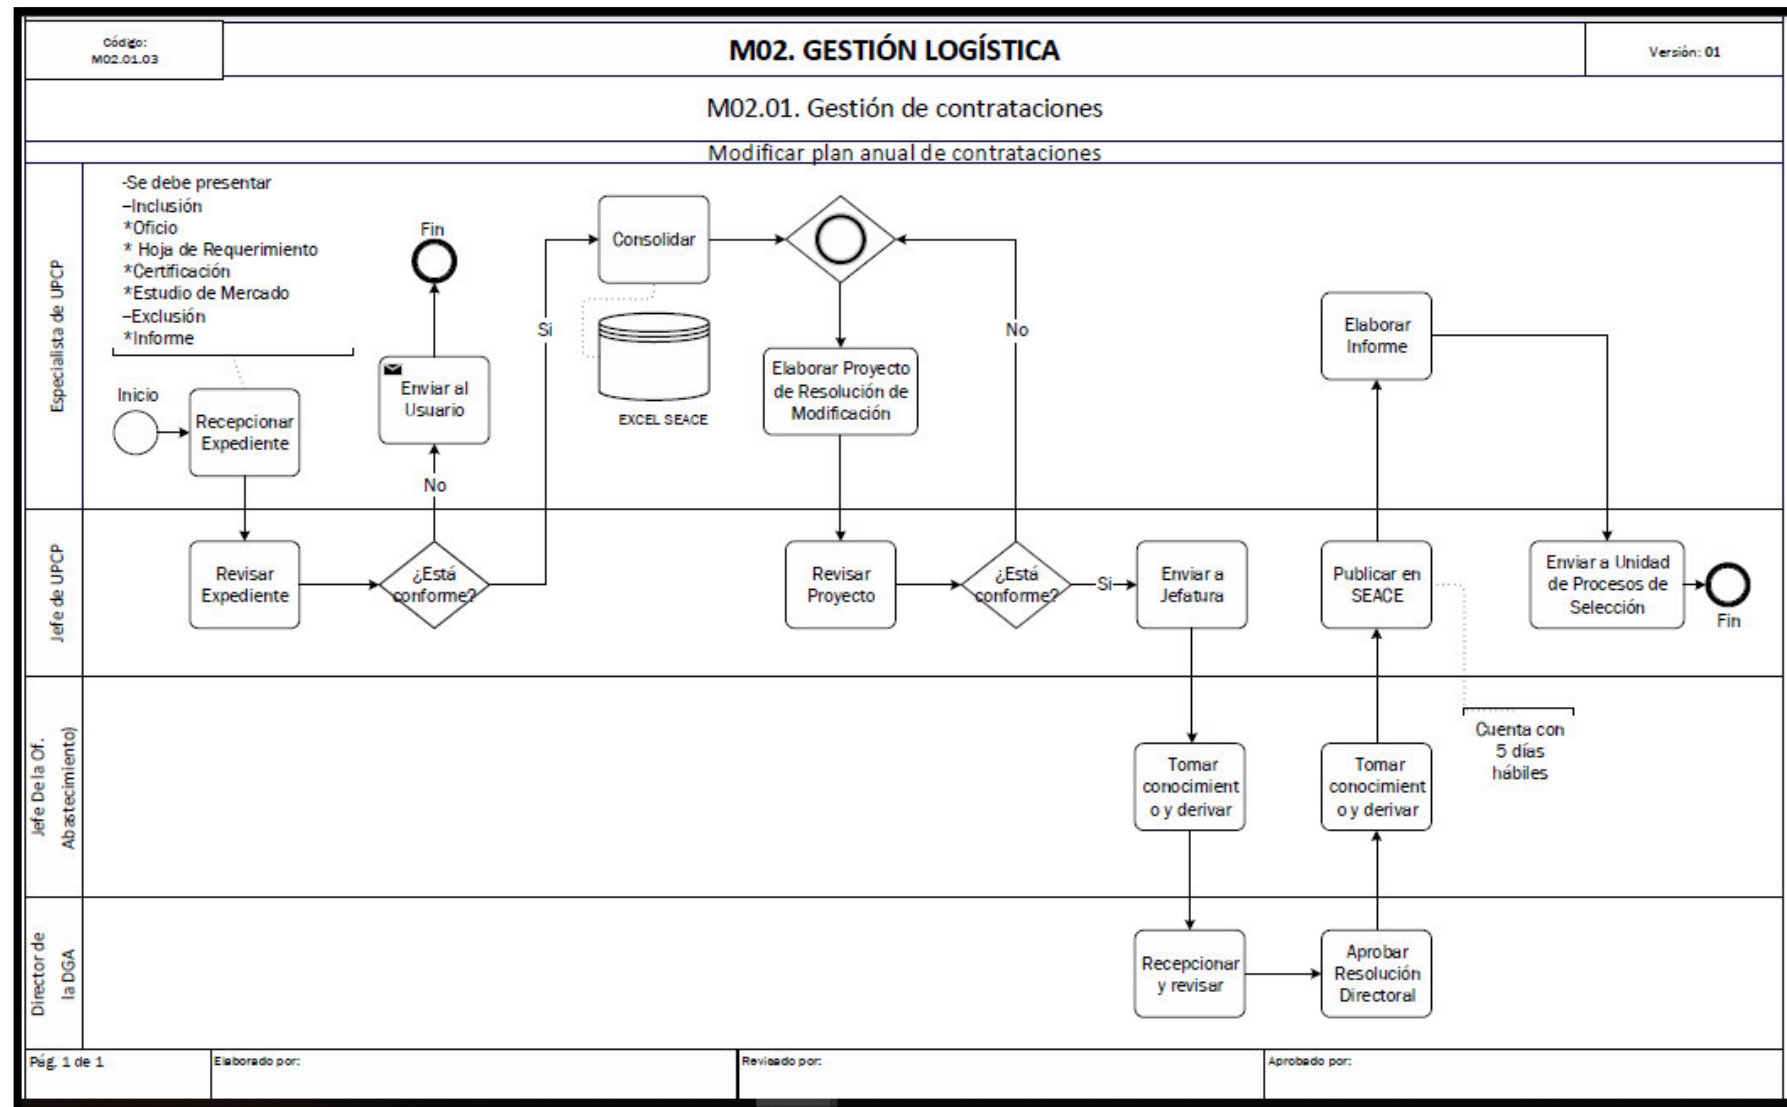 Código:
M02.01.03
M02. GESTIÓN LOGÍSTICA
Versión: 01
M02.01. Gestión de contrataciones
Modificar plan anual de contrataciones
Especialista de UPCP
-Se debe presentar
–Inclusión
*Oficio
* Hoja de Requerimiento
*Certificación
*Estudio de Mercado
–Exclusión
*Informe
Inicio
Recepcionar
Expediente
Fin
Enviar al
Usuario
No
Si
Consolidar
EXCEL SEACE
Elaborar Proyecto
de Resolución de
Modificación
No
Elaborar
Informe
Jefe de UPCP
Revisar
Expediente
¿Está
conforme?
Revisar
Proyecto
¿Está
conforme?
Si
Enviar a
Jefatura
Publicar en
SEACE
Enviar a Unidad
de Procesos de
Selección
Fin
Jefe De la Of.
Abastecimiento)
Tomar
conocimient
o y derivar
Tomar
conocimient
o y derivar
Cuenta con
5 días
hábiles
Director de
la DGA
Recepcionar
y revisar
Aprobar
Resolución
Directoral
Pág. 1 de 1
Elaborado por:
Revisado por:
Aprobado por: